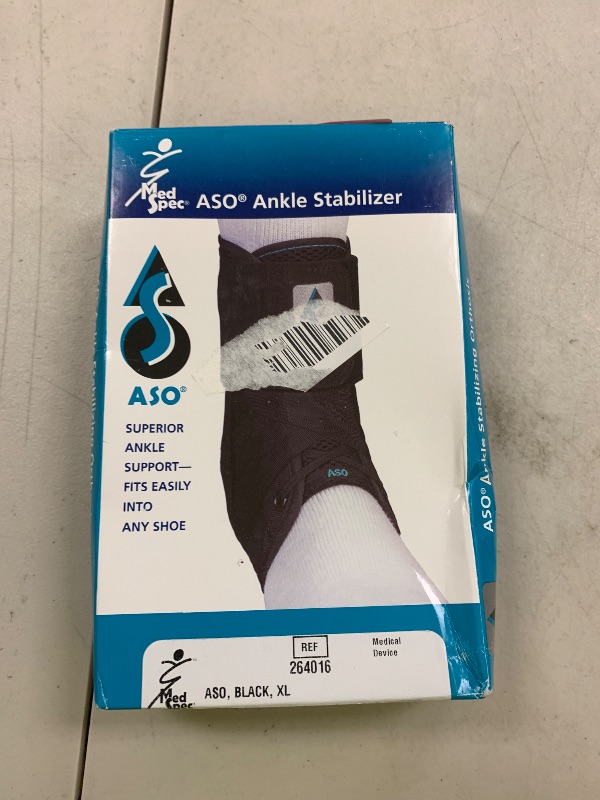 Med
Spec®
ASO® Ankle Stabilizer
ASO®
SUPERIOR
ANKLE
SUPPORT—
FITS EASILY
INTO
ANY SHOE
ASO
ASO® Ankle Stabilizing Orthosis
REF
264016
Medical
Device
Med
Spec
ASO, BLACK, XL